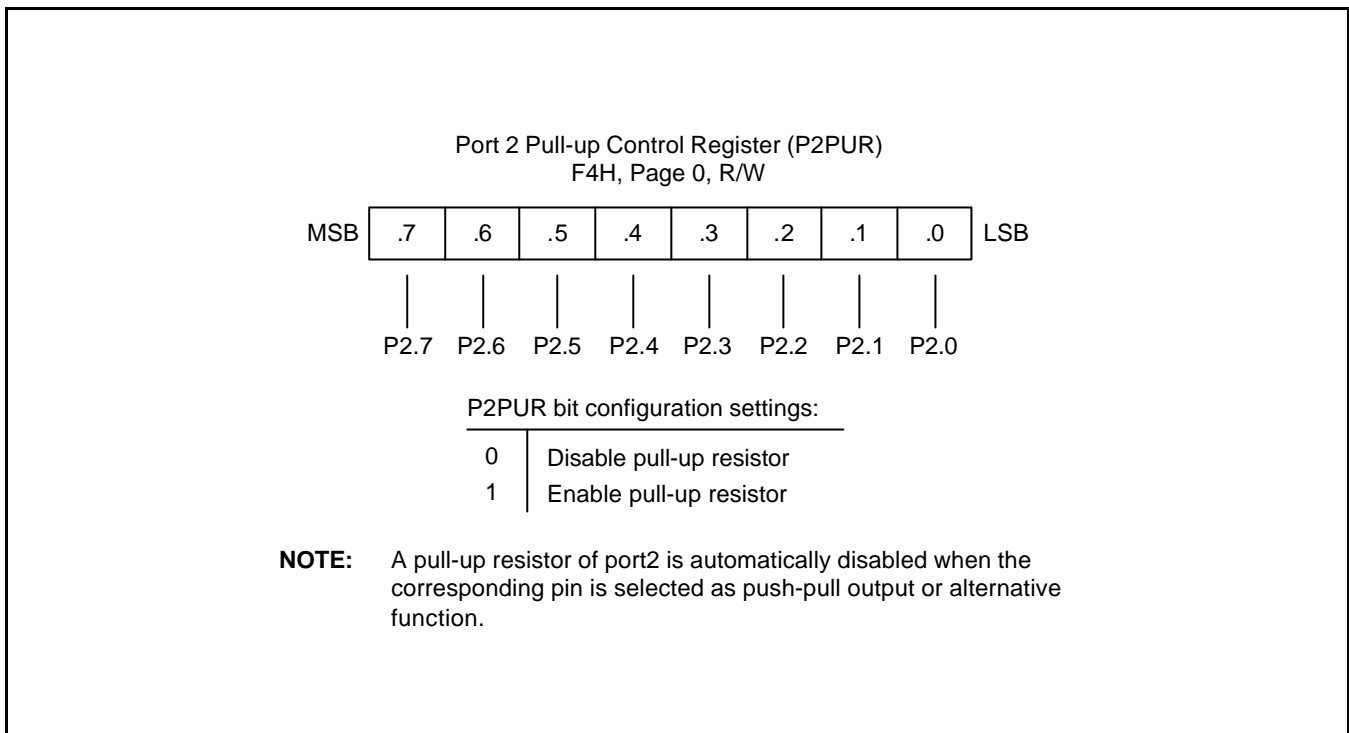 Port 2 Pull-up Control Register (P2PUR)
F4H, Page 0, R/W
MSB .7 .6 .5 .4 .3 .2 .1 .0 LSB
P2.7 P2.6 P2.5 P2.4 P2.3 P2.2 P2.1 P2.0
P2PUR bit configuration settings:
0 Disable pull-up resistor
1 Enable pull-up resistor
NOTE: A pull-up resistor of port2 is automatically disabled when the
corresponding pin is selected as push-pull output or alternative
function.